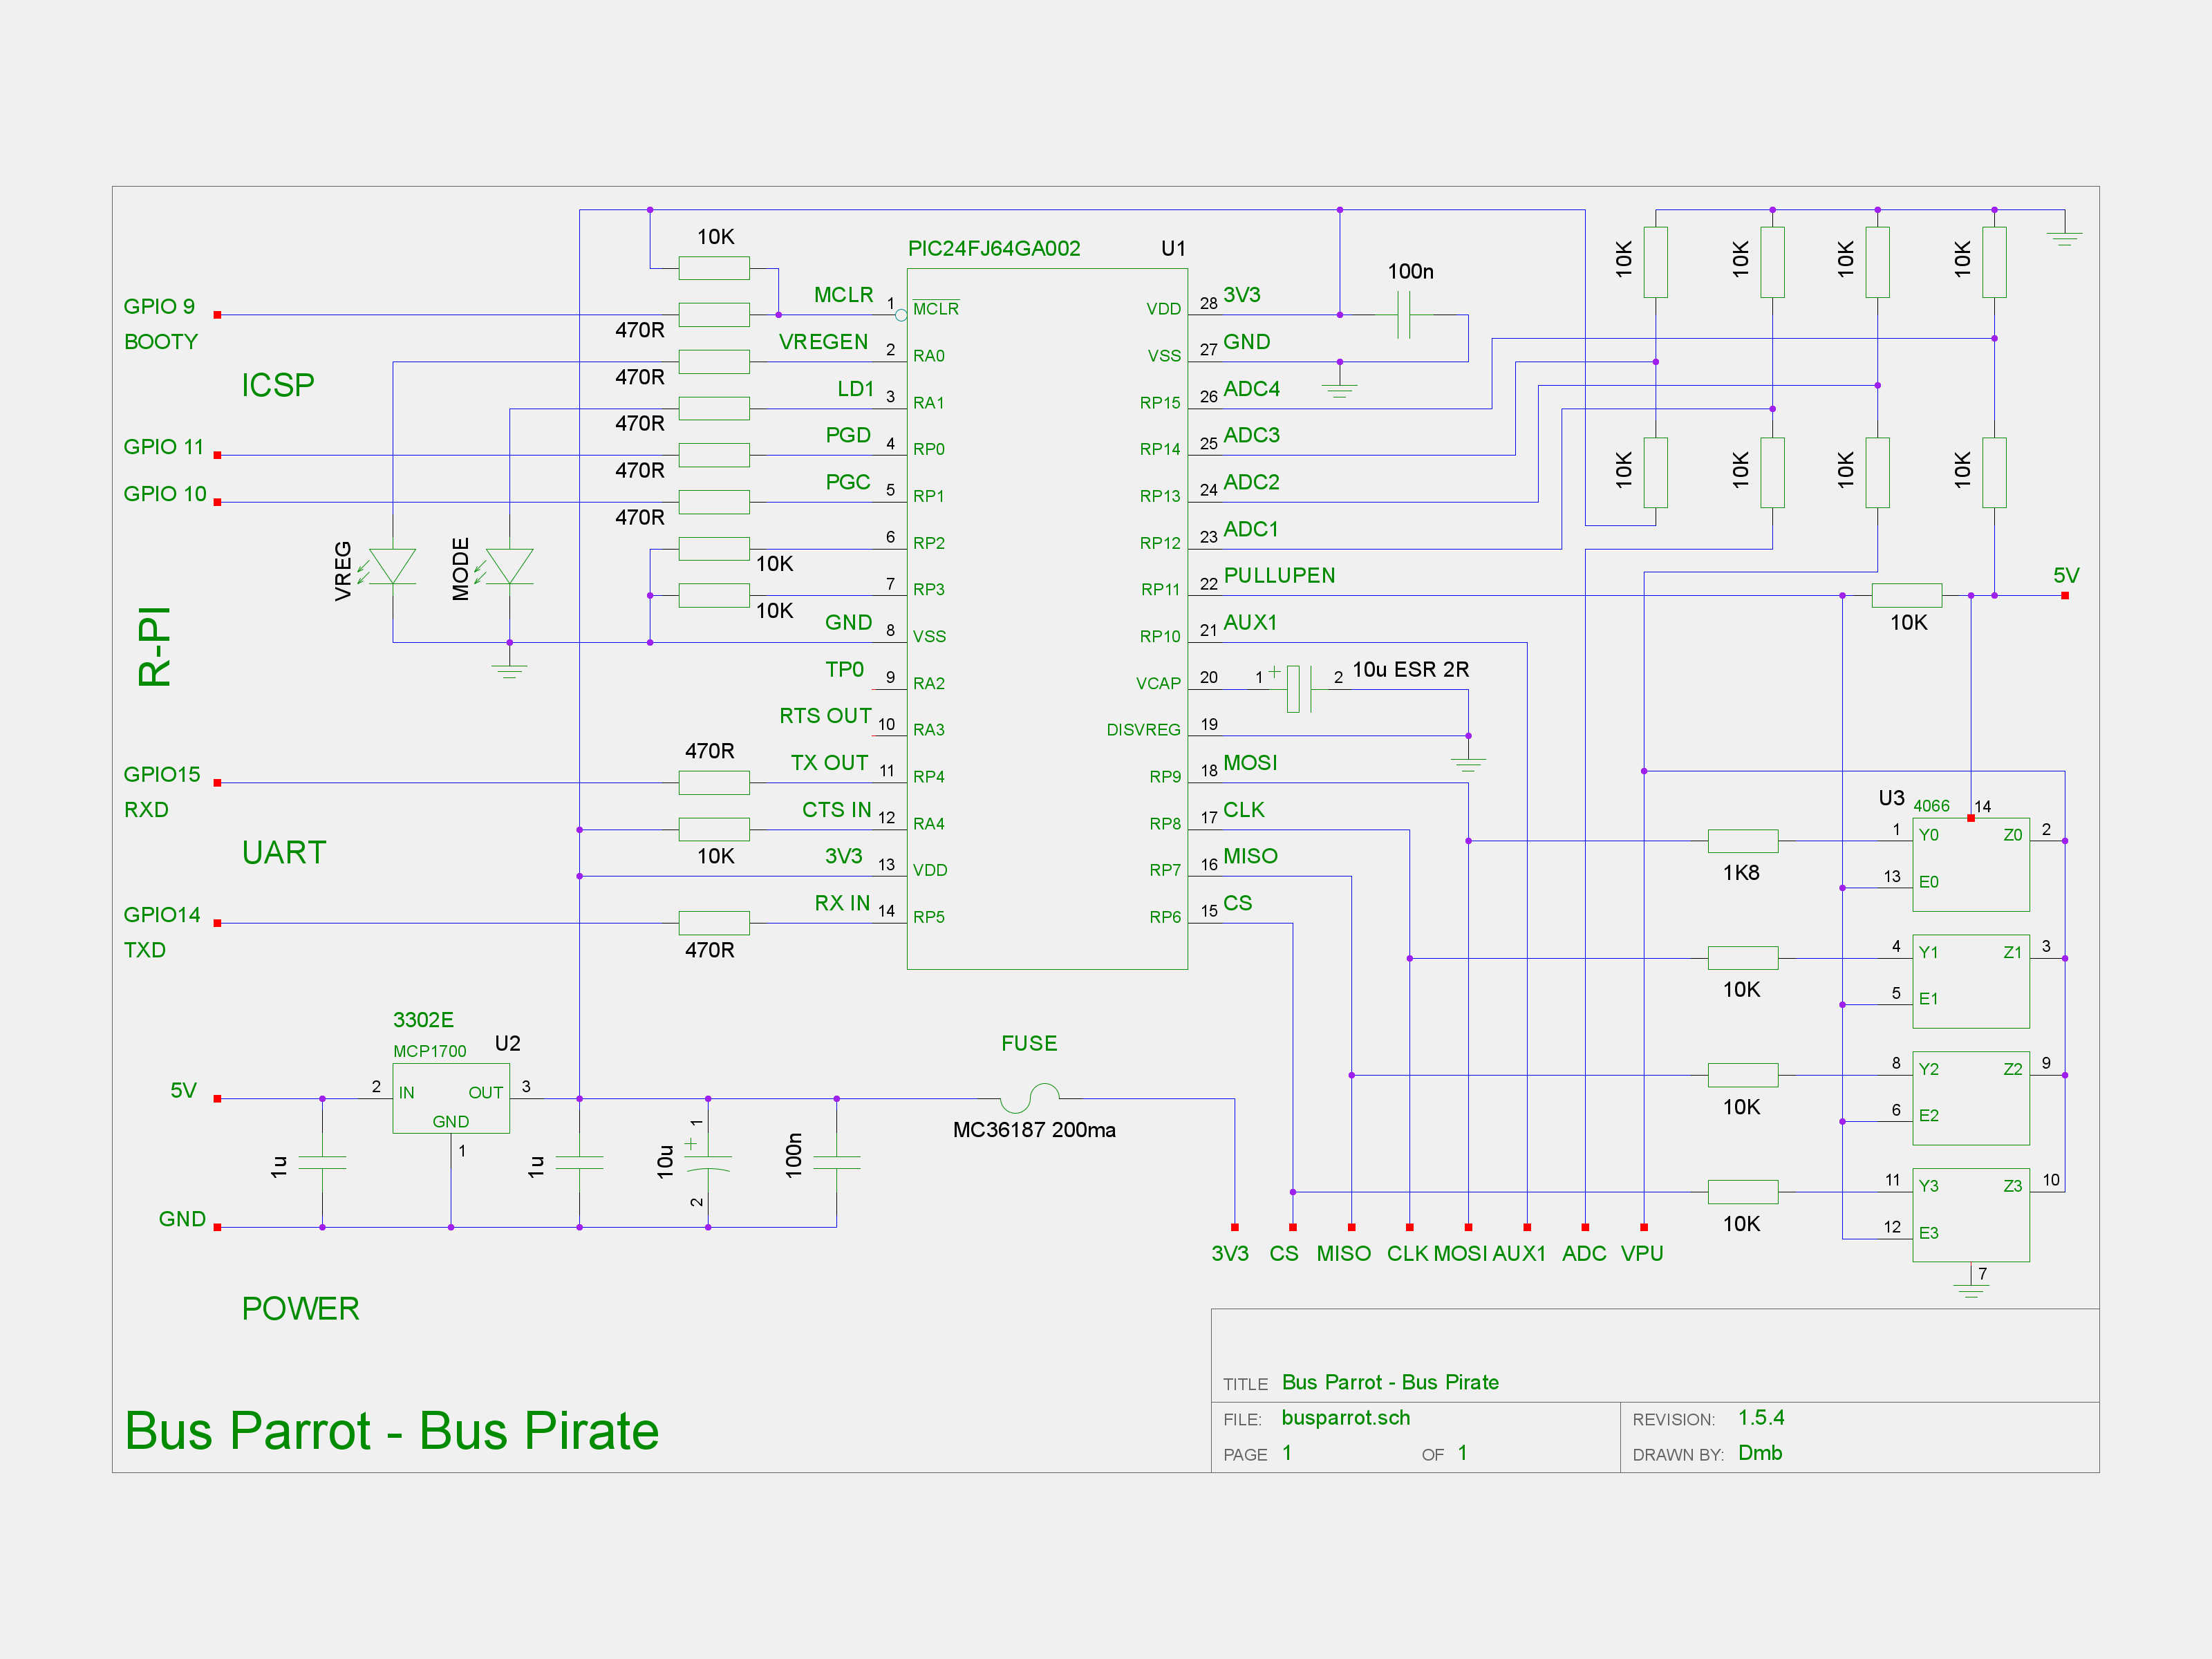 PIC24FJ64GA002 U1
10K
GPIO 9
BOOTY
470R
MCLR 1 MCLR
ICSP
470R
VREGEN 2 RA0
470R
LD1 3 RA1
GPIO 11
470R
PGD 4 RP0
GPIO 10
470R
PGC 5 RP1
10K
6 RP2
10K
7 RP3
VREG
MODE
GND 8 VSS
R-PI
TP0 9 RA2
RTS OUT 10 RA3
470R
GPIO15
RXD
TX OUT 11 RP4
10K
CTS IN 12 RA4
UART
3V3 13 VDD
GPIO14
TXD
470R
RX IN 14 RP5
VDD 28 3V3
100n
VSS 27 GND
RP15 26 ADC4
RP14 25 ADC3
RP13 24 ADC2
RP12 23 ADC1
RP11 22 PULLUPEN
RP10 21 AUX1
VCAP 20 1 + 2 10u ESR 2R
DISVREG 19
RP9 18 MOSI
RP8 17 CLK
RP7 16 MISO
RP6 15 CS
10K 10K 10K 10K
10K 10K 10K 10K
5V
10K
U3 4066 14
1K8 1 Y0 Z0 2
13 E0
10K 4 Y1 Z1 3
5 E1
10K 8 Y2 Z2 9
6 E2
10K 11 Y3 Z3 10
12 E3
7
3302E
MCP1700 U2
5V 2 IN OUT 3
GND
1
1u 1u 10u + 1 2 100n
GND
FUSE
MC36187 200ma
3V3 CS MISO CLK MOSI AUX1 ADC VPU
POWER
Bus Parrot - Bus Pirate
TITLE Bus Parrot - Bus Pirate
FILE: busparrot.sch REVISION: 1.5.4
PAGE 1 OF 1 DRAWN BY: Dmb